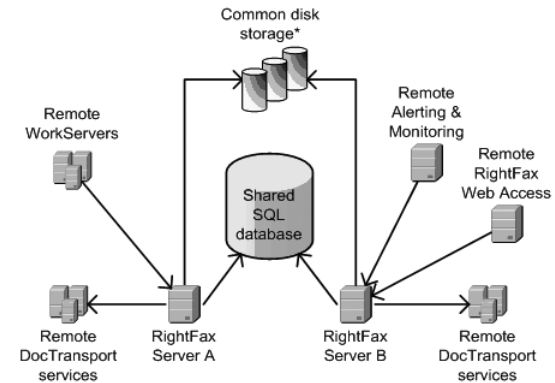 Common disk
storage*
Remote
WorkServers
Remote
Alerting &
Monitoring
Remote
RightFax
Web Access
Shared
SQL
database
Remote
DocTransport
services
RightFax
Server A
RightFax
Server B
Remote
DocTransport
services